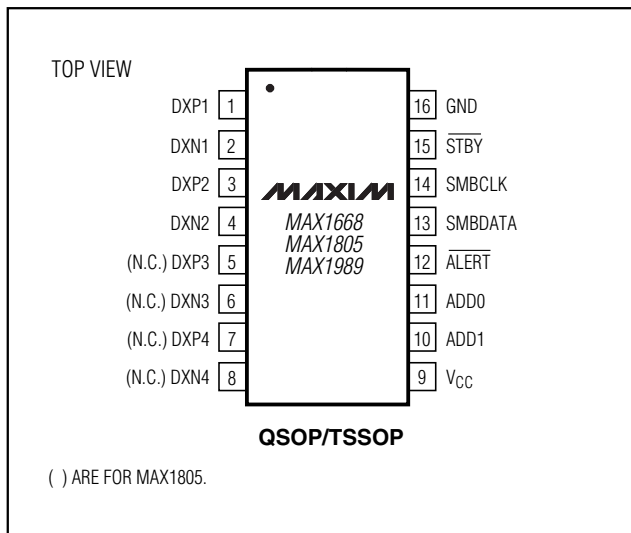 TOP VIEW
DXP1 1
DXN1 2
DXP2 3
DXN2 4
(N.C.) DXP3 5
(N.C.) DXN3 6
(N.C.) DXP4 7
(N.C.) DXN4 8
MAXIM
MAX1668
MAX1805
MAX1989
16 GND
15 STBY
14 SMBCLK
13 SMBDATA
12 ALERT
11 ADD0
10 ADD1
9 VCC
QSOP/TSSOP
( ) ARE FOR MAX1805.